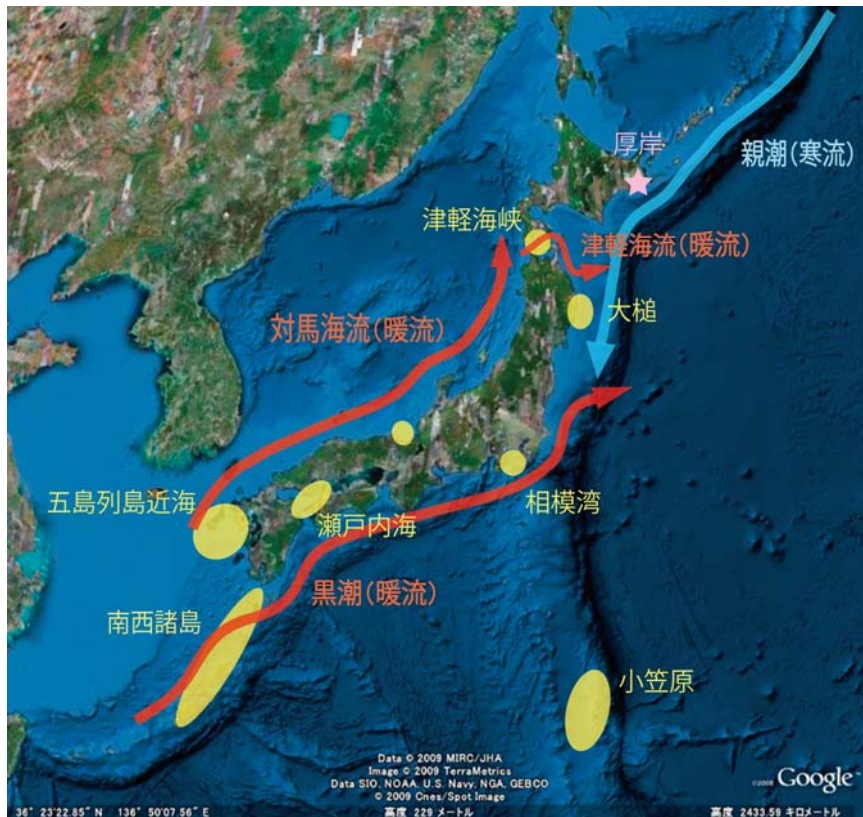 厚岸
親潮(寒流)
津軽海峡
津軽海流(暖流)
大槌
対馬海流(暖流)
五島列島近海
瀬戸内海
相模湾
黒潮(暖流)
南西諸島
小笠原
Data © 2009 MIRC/JHA
Image © 2009 TerraMetrics
Data SIO, NOAA, U.S. Navy, NGA, GEBCO
© 2009 Cnes/Spot Image
©2009 Google
36° 23'22.85" N 136° 50'07.56" E 高度 229 メートル 高度 2433.59 キロメートル